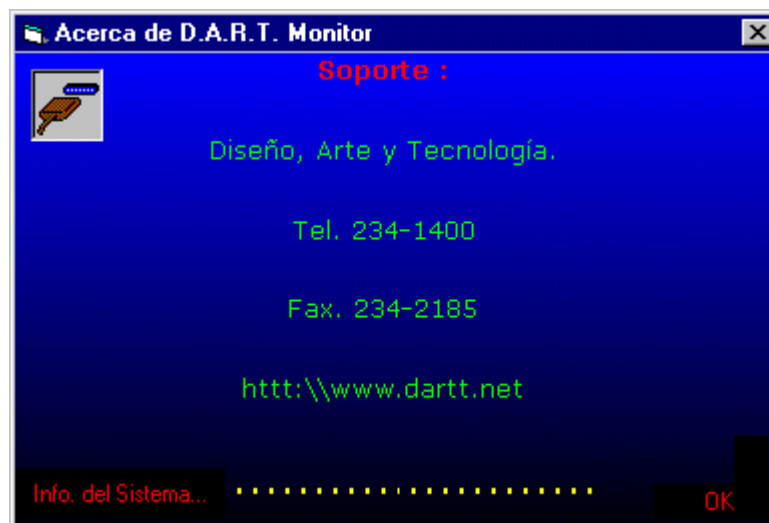 Acerca de D.A.R.T. Monitor
Soporte :
Diseño, Arte y Tecnología.
Tel. 234-1400
Fax. 234-2185
httt:\\www.dartt.net
Info. del Sistema...
OK